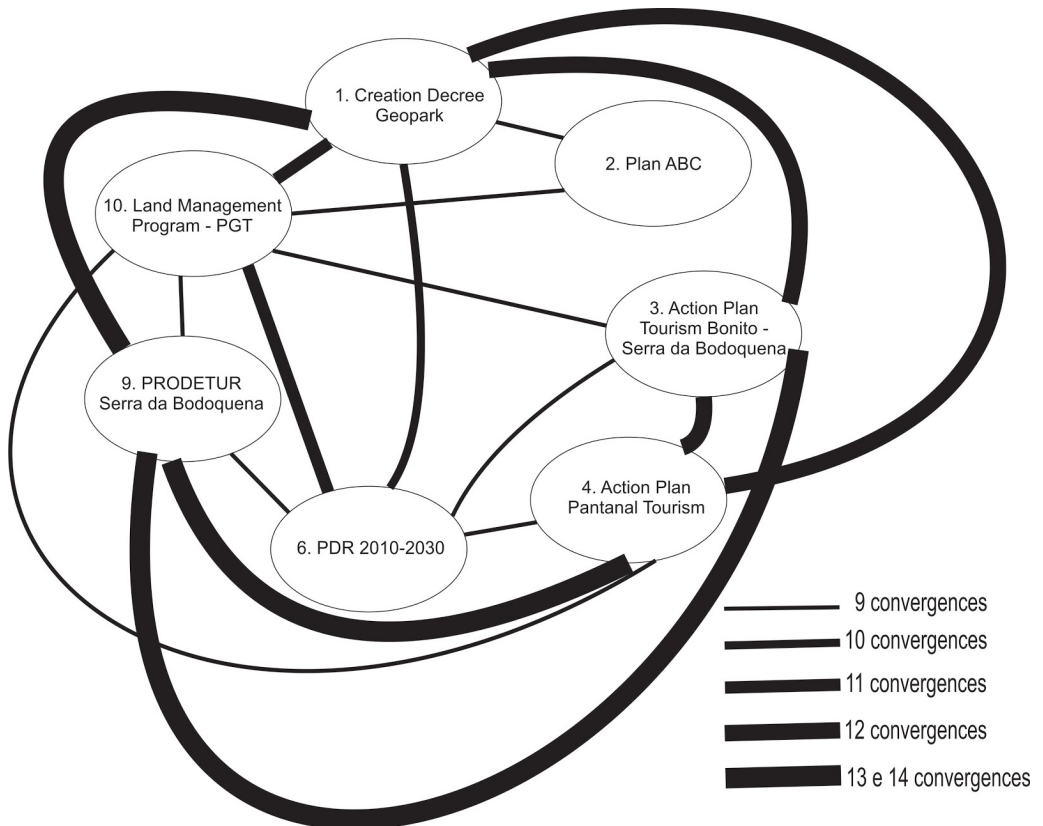 1. Creation Decree
Geopark
2. Plan ABC
10. Land Management
Program - PGT
3. Action Plan
Tourism Bonito -
Serra da Bodoquena
9. PRODETUR
Serra da Bodoquena
4. Action Plan
Pantanal Tourism
6. PDR 2010-2030
9 convergences
10 convergences
11 convergences
12 convergences
13 e 14 convergences